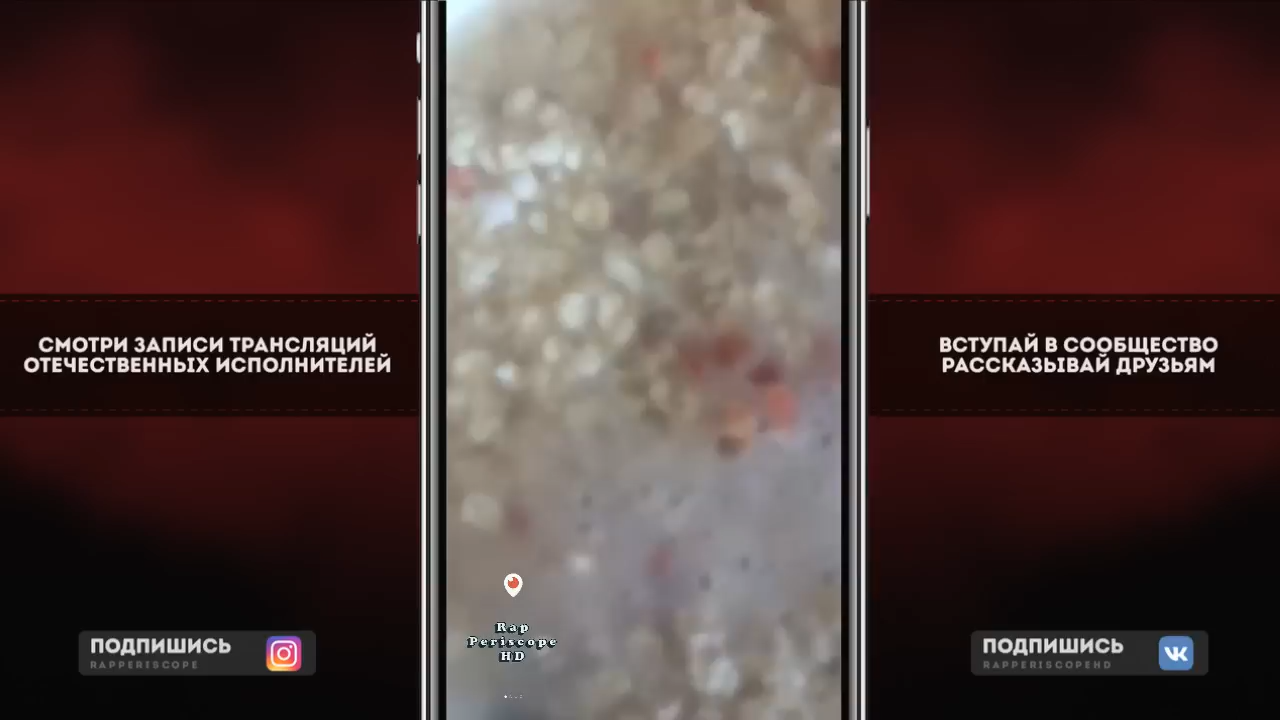 СМОТРИ ЗАПИСИ ТРАНСЛЯЦИЙ
ОТЕЧЕСТВЕННЫХ ИСПОЛНИТЕЛЕЙ
ВСТУПАЙ В СООБЩЕСТВО
РАССКАЗЫВАЙ ДРУЗЬЯМ
Rap
Periscope
HD
ПОДПИШИСЬ
RAPPERISCOPE
ПОДПИШИСЬ
RAPPERISCOPEHD